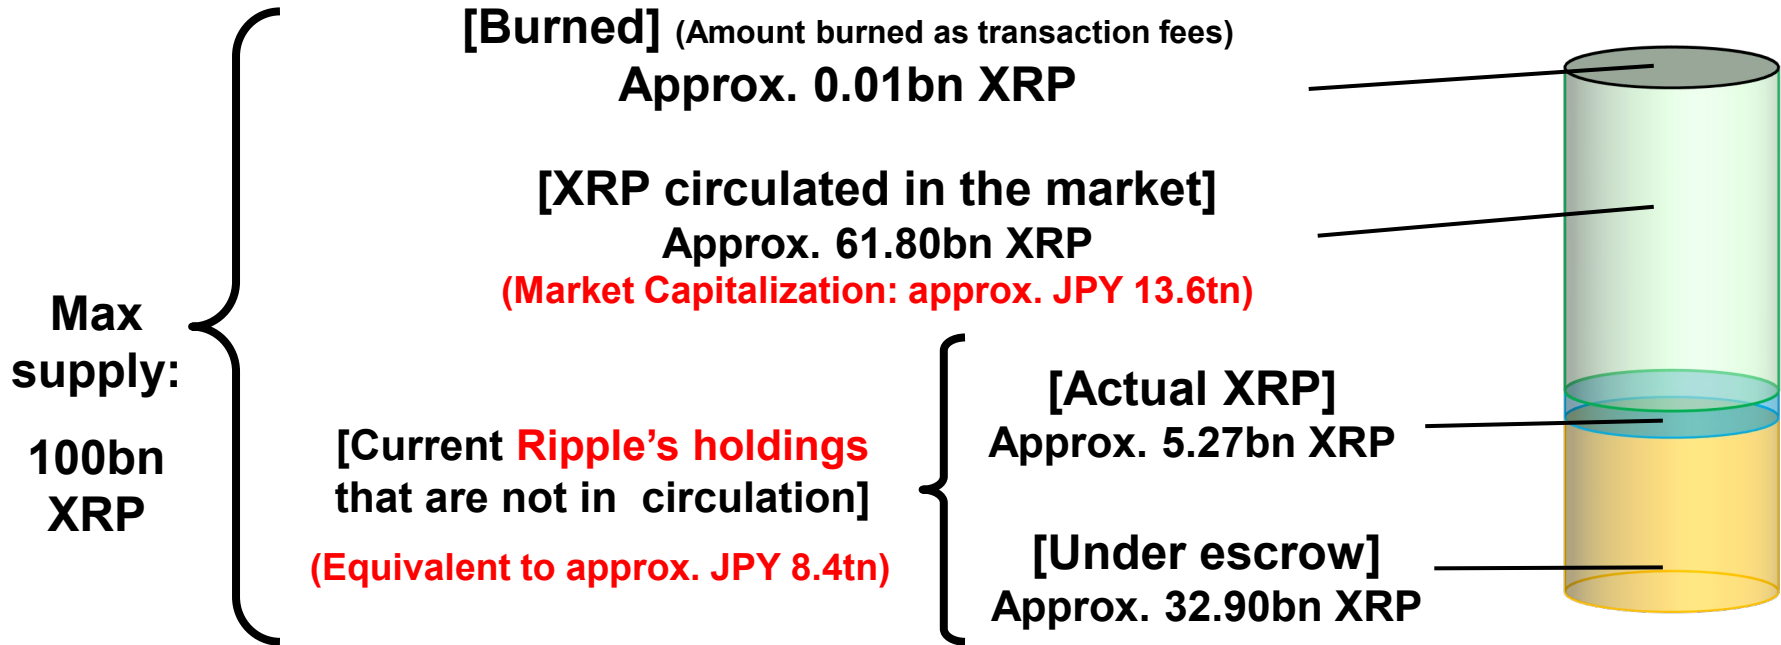 [Burned] (Amount burned as transaction fees)
Approx. 0.01bn XRP
[XRP circulated in the market]
Approx. 61.80bn XRP
(Market Capitalization: approx. JPY 13.6tn)
Max
supply:
100bn
XRP
[Current Ripple’s holdings
that are not in circulation]
(Equivalent to approx. JPY 8.4tn)
[Actual XRP]
Approx. 5.27bn XRP
[Under escrow]
Approx. 32.90bn XRP